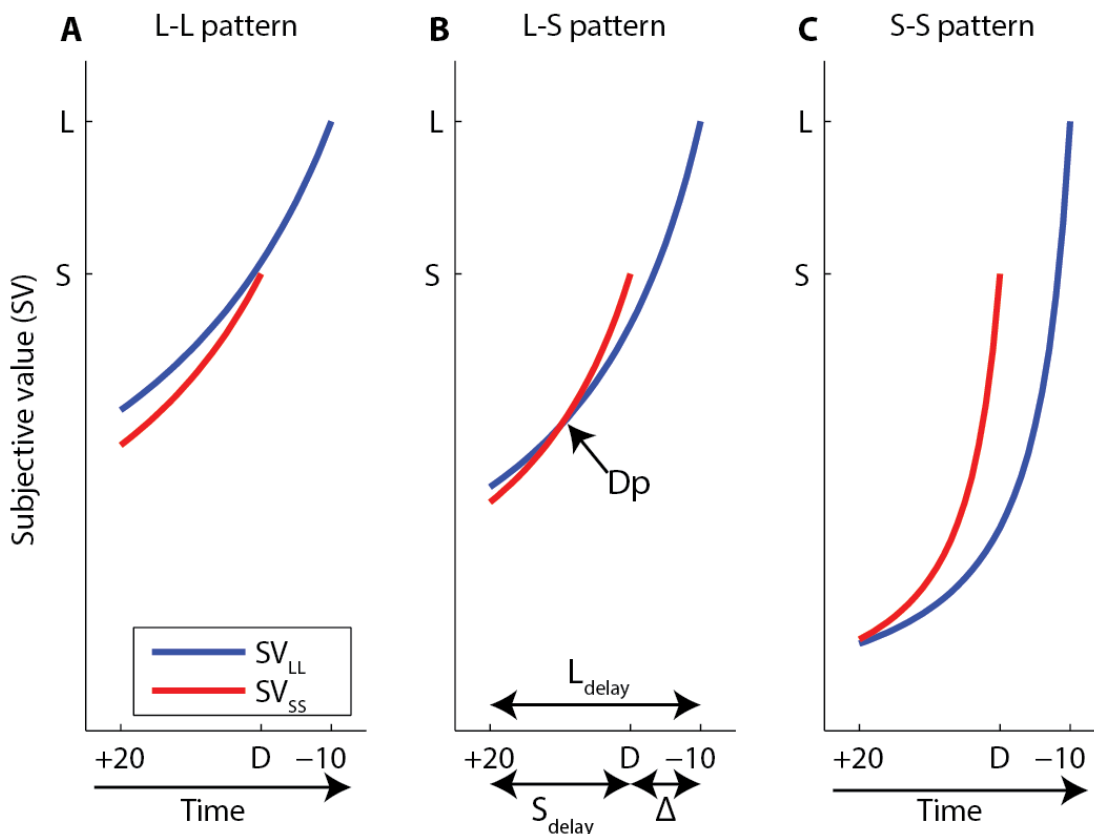 A L-L pattern
B L-S pattern
C S-S pattern
Subjective value (SV)
L
S
L
S
L
S
Dp
SV_LL
SV_SS
L_delay
+20 D −10
+20 D −10
+20 D −10
Time
S_delay Δ
Time